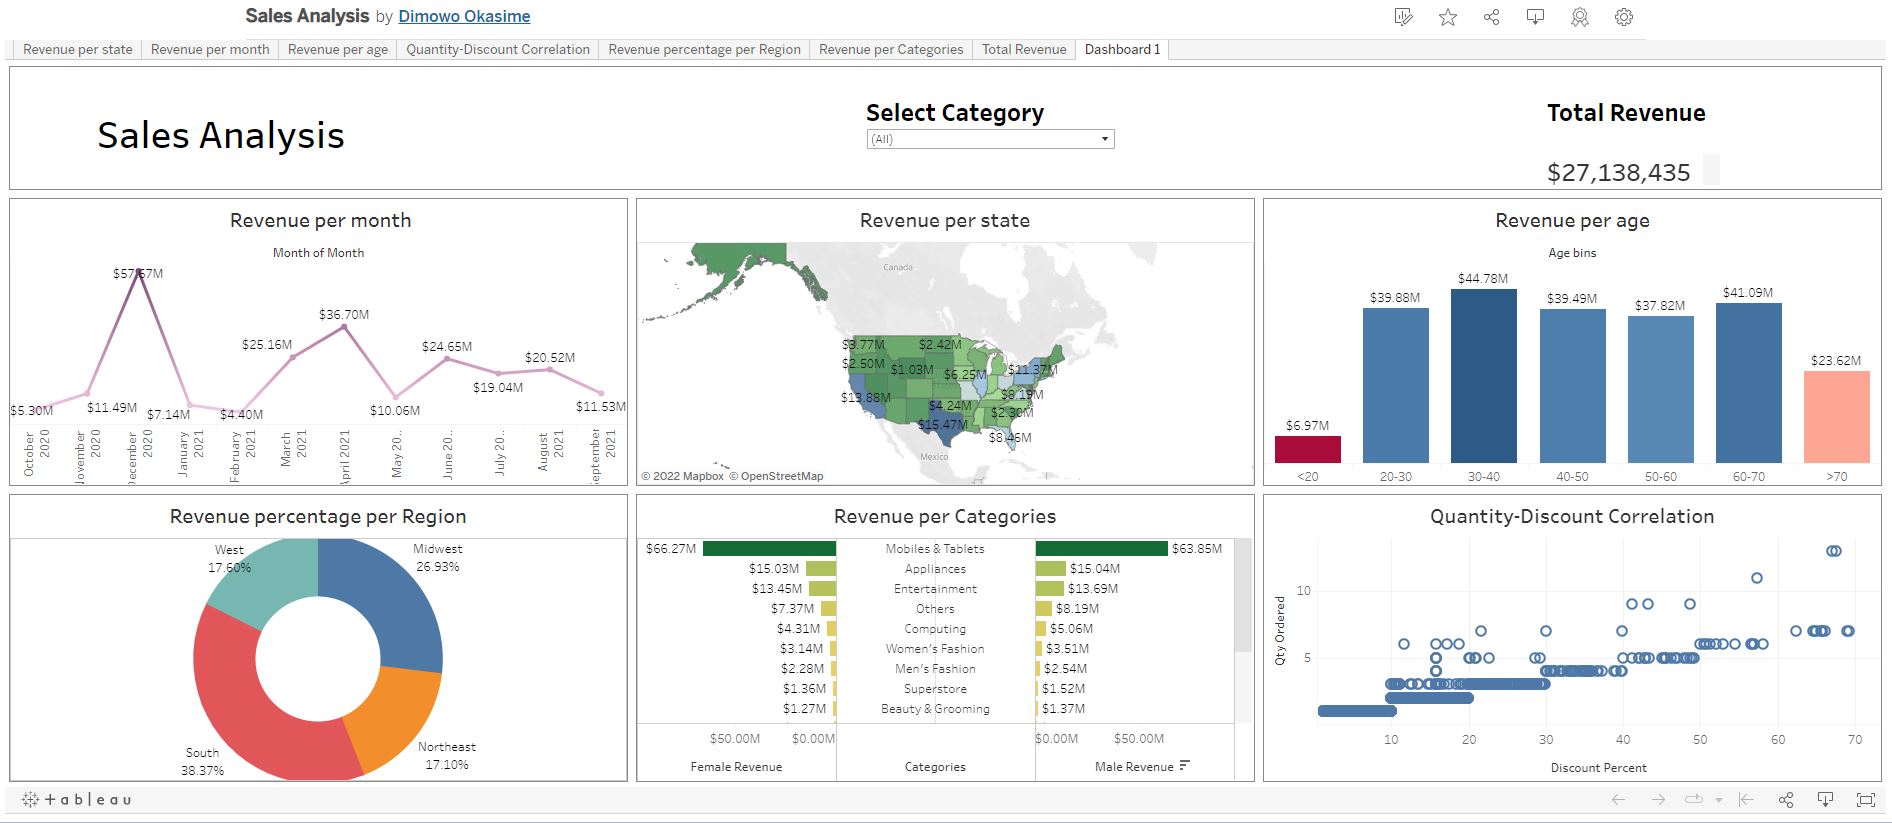 Sales Analysis by Dimowo Okasime
Revenue per state Revenue per month Revenue per age Quantity-Discount Correlation Revenue percentage per Region Revenue per Categories Total Revenue Dashboard 1
Sales Analysis
Select Category
(All)
Total Revenue
$27,138,435
Revenue per month
Month of Month
$5.30M
$11.49M
$57.67M
$7.14M
$4.40M
$25.16M
$36.70M
$10.06M
$24.65M
$19.04M
$20.52M
$11.53M
October 2020
November 2020
December 2020
January 2021
February 2021
March 2021
April 2021
May 20..
June 20..
July 20..
August 2021
September 2021
Revenue per state
Canada
$3.77M $2.42M
$2.50M $1.03M $6.25M $11.37M
$13.88M $4.24M $8.19M
$2.30M
$15.47M $8.46M
Mexico
© 2022 Mapbox © OpenStreetMap
Revenue per age
Age bins
$6.97M
$39.88M
$44.78M
$39.49M
$37.82M
$41.09M
$23.62M
<20 20-30 30-40 40-50 50-60 60-70 >70
Revenue percentage per Region
West
17.60%
Midwest
26.93%
South
38.37%
Northeast
17.10%
Revenue per Categories
$66.27M Mobiles & Tablets $63.85M
$15.03M Appliances $15.04M
$13.45M Entertainment $13.69M
$7.37M Others $8.19M
$4.31M Computing $5.06M
$3.14M Women's Fashion $3.51M
$2.28M Men's Fashion $2.54M
$1.36M Superstore $1.52M
$1.27M Beauty & Grooming $1.37M
$50.00M $0.00M $0.00M $50.00M
Female Revenue Categories Male Revenue
Quantity-Discount Correlation
Qty Ordered
10
5
10 20 30 40 50 60 70
Discount Percent
+ableau